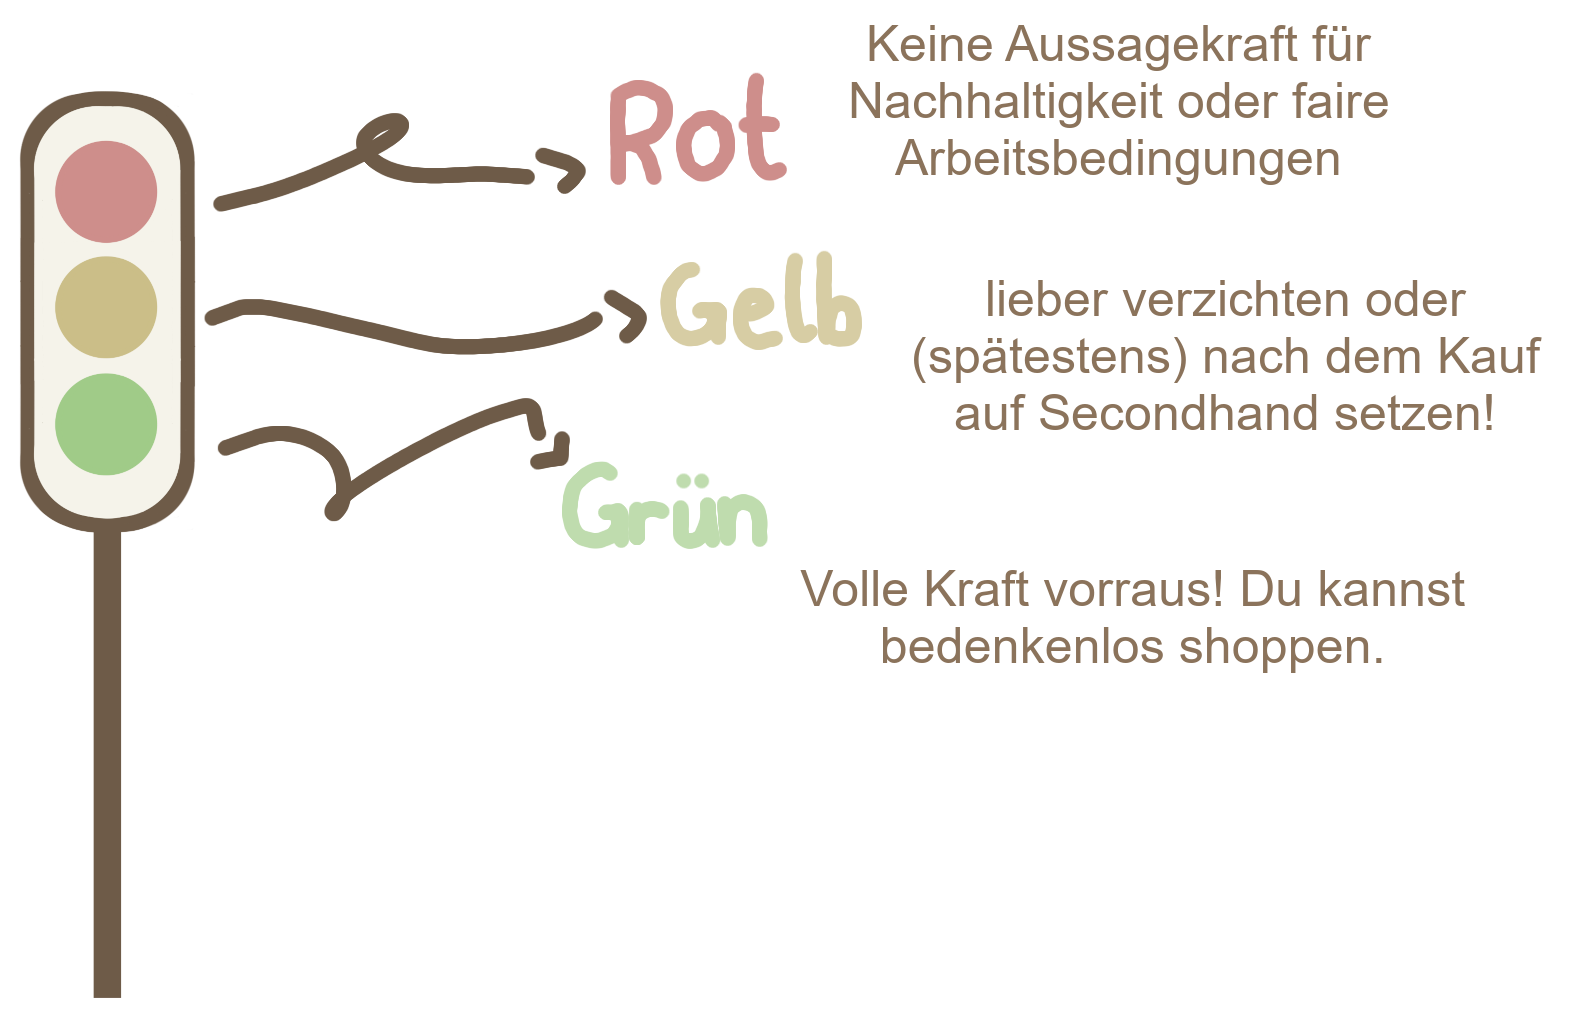 Rot
Keine Aussagekraft für
Nachhaltigkeit oder faire
Arbeitsbedingungen
Gelb
lieber verzichten oder
(spätestens) nach dem Kauf
auf Secondhand setzen!
Grün
Volle Kraft vorraus! Du kannst
bedenkenlos shoppen.